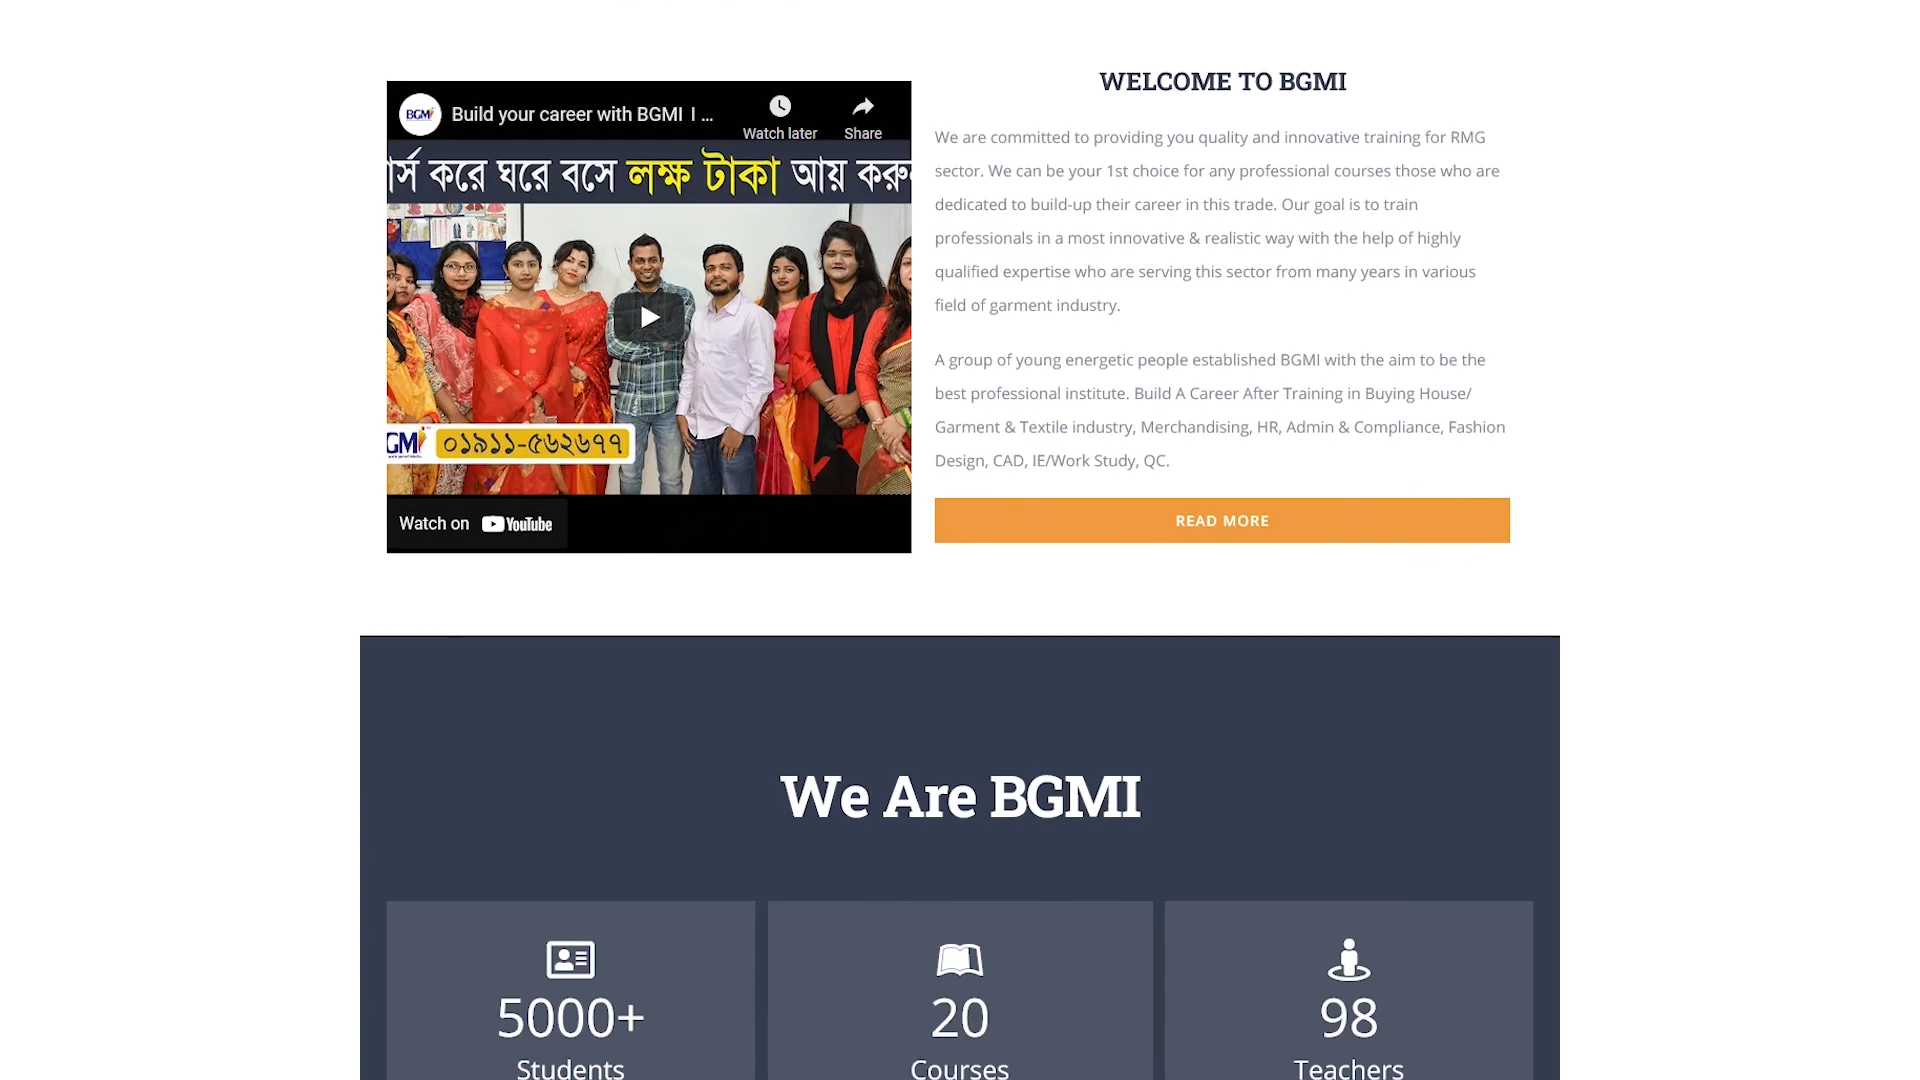 WELCOME TO BGMI
BGMI
Build your career with BGMI I ...
Watch later
Share
করে ঘরে বসে লক্ষ টাকা আয়
০১৯১১-৫৬২৬৭৭
Watch on YouTube
We are committed to providing you quality and innovative training for RMG
sector. We can be your 1st choice for any professional courses those who are
dedicated to build-up their career in this trade. Our goal is to train
professionals in a most innovative & realistic way with the help of highly
qualified expertise who are serving this sector from many years in various
field of garment industry.
A group of young energetic people established BGMI with the aim to be the
best professional institute. Build A Career After Training in Buying House/
Garment & Textile industry, Merchandising, HR, Admin & Compliance, Fashion
Design, CAD, IE/Work Study, QC.
READ MORE
We Are BGMI
5000+
Students
20
Courses
98
Teachers